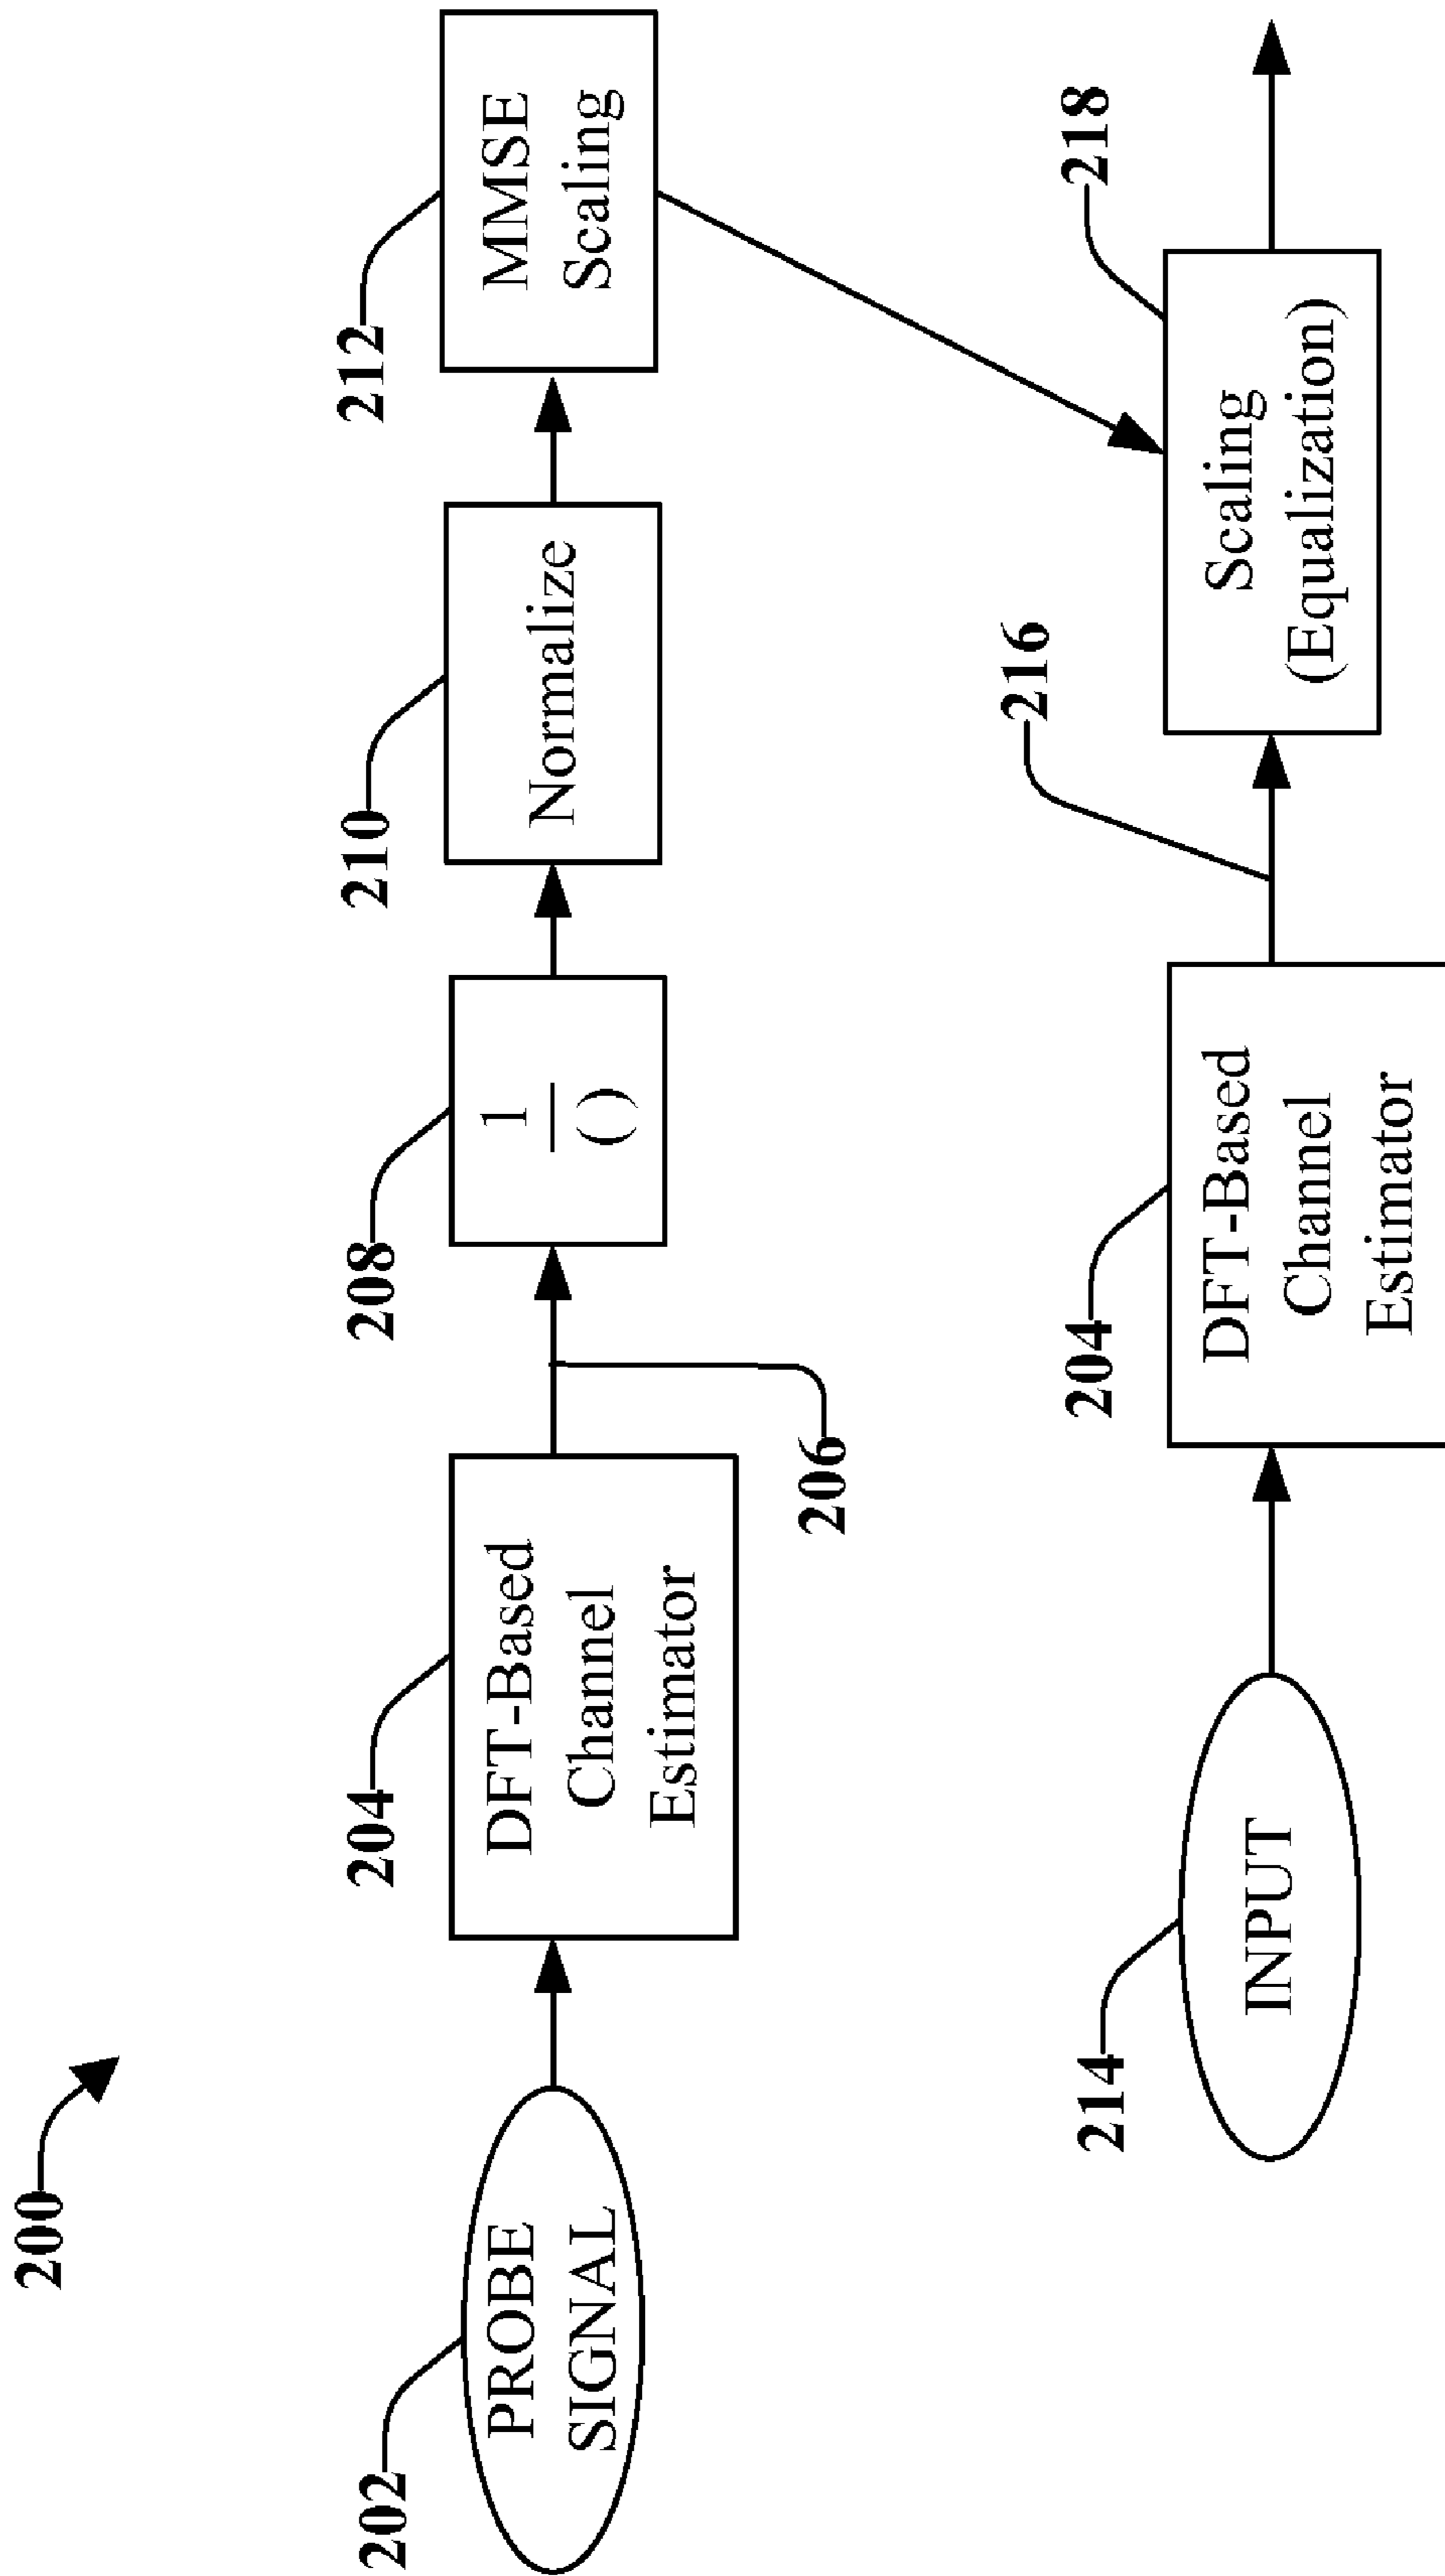 200
202
PROBE
SIGNAL
204
DFT-Based
Channel
Estimator
206
208
1
( )
210
Normalize
212
MMSE
Scaling
214
INPUT
204
DFT-Based
Channel
Estimator
216
Scaling
(Equalization)
218